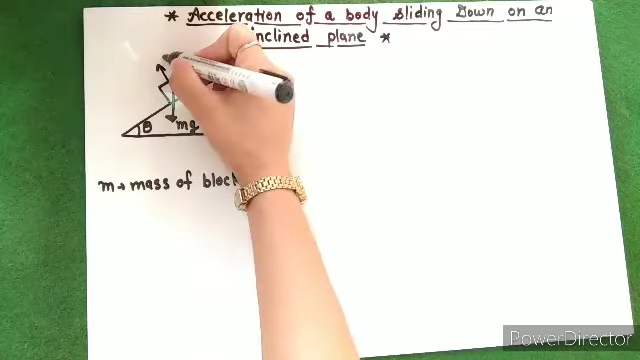 * Acceleration of a body sliding Down on an
inclined plane *
θ
mg
m → mass of block
PowerDirector